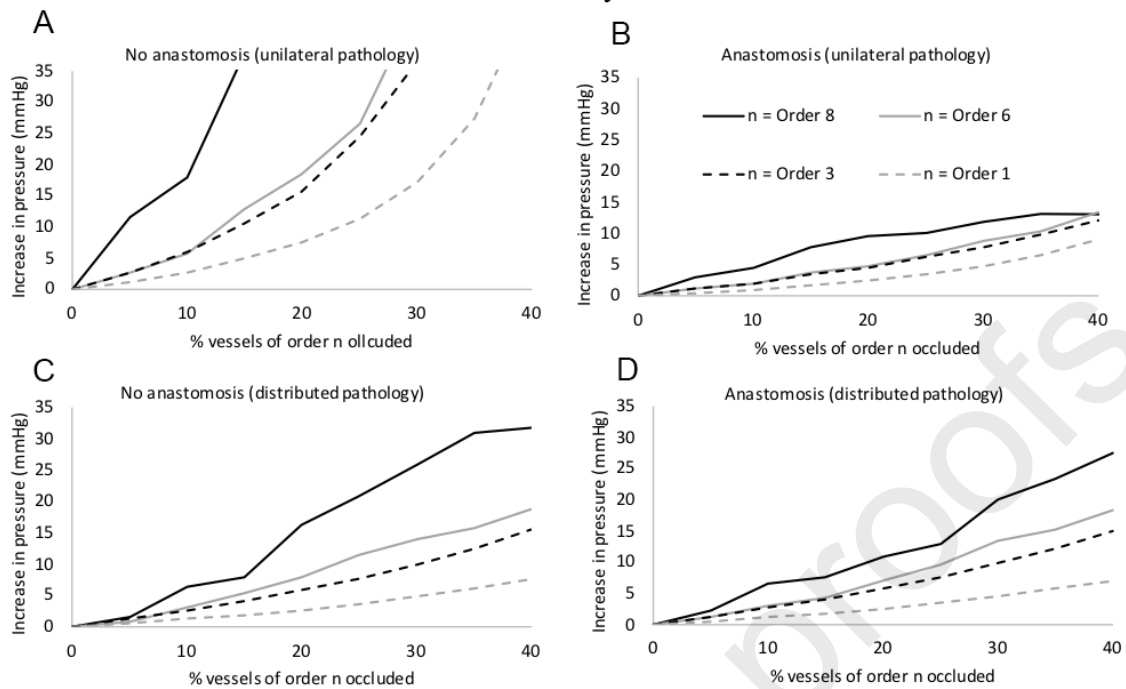 A
No anastomosis (unilateral pathology)
35
30
25
20
15
10
5
0
0
10
20
30
40
Increase in pressure (mmHg)
% vessels of order n ollcuded
B
Anastomosis (unilateral pathology)
35
30
25
20
15
10
5
0
0
10
20
30
40
Increase in pressure (mmHg)
n = Order 8
n = Order 6
n = Order 3
n = Order 1
% vessels of order n occluded
C
No anastomosis (distributed pathology)
35
30
25
20
15
10
5
0
0
10
20
30
40
Increase in pressure (mmHg)
% vessels of order n occluded
D
Anastomosis (distributed pathology)
35
30
25
20
15
10
5
0
0
10
20
30
40
Increase in pressure (mmHg)
% vessels of order n occluded
proofs